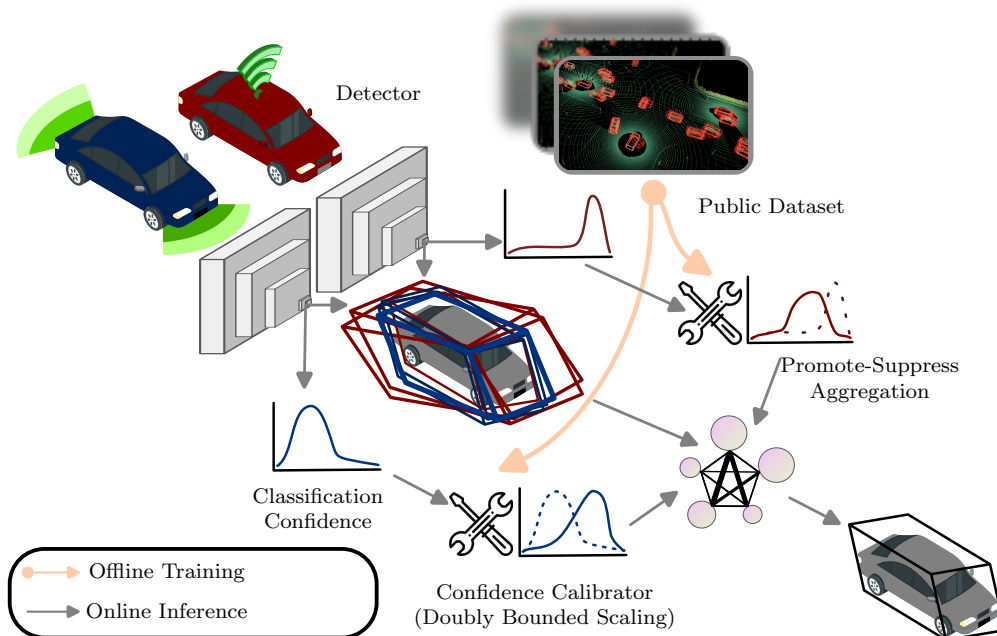 Detector
Public Dataset
Promote-Suppress
Aggregation
Classification
Confidence
Confidence Calibrator
(Doubly Bounded Scaling)
Offline Training
Online Inference